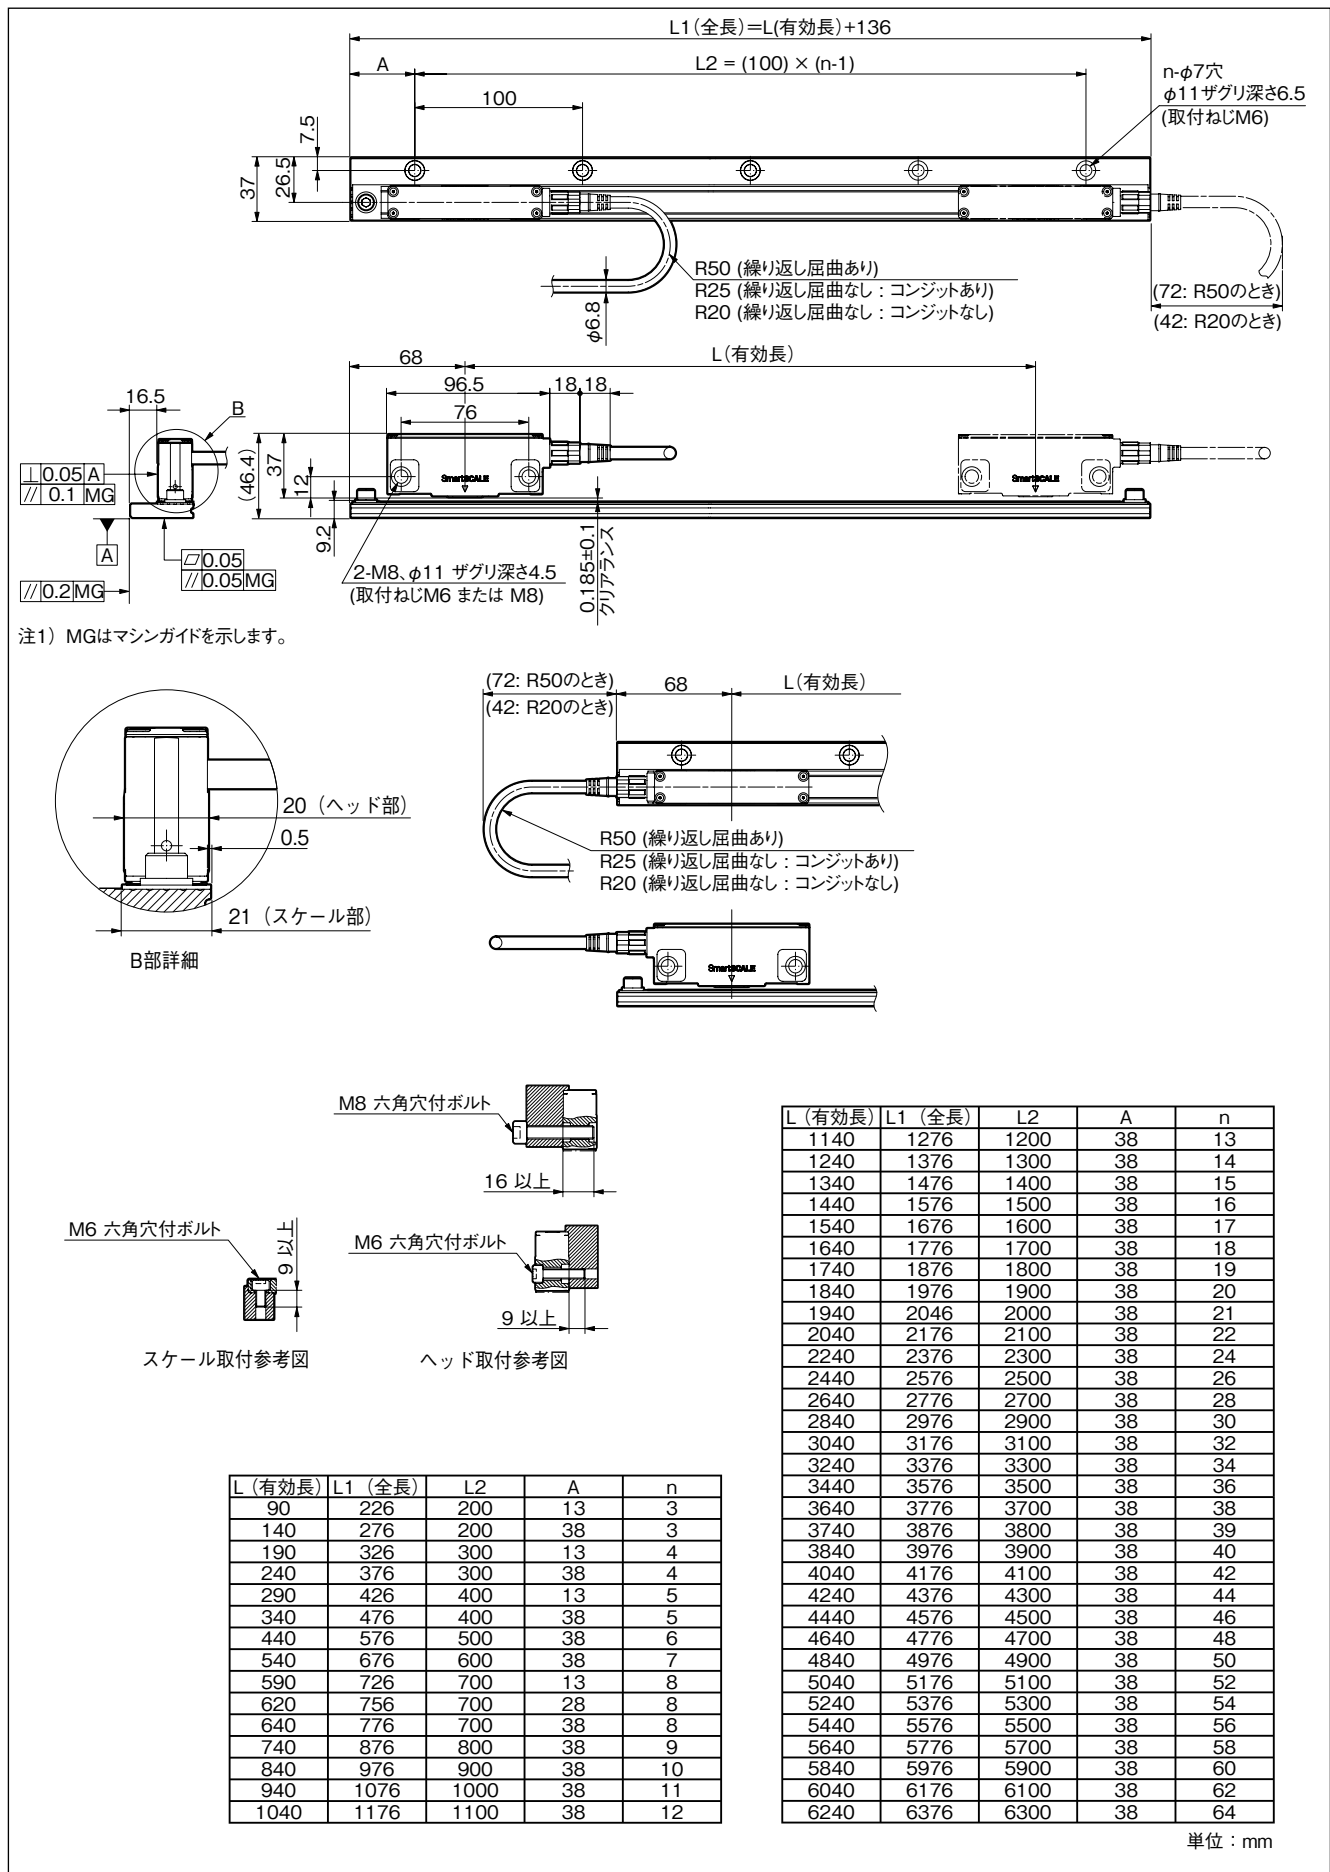 L1(全長)=L(有効長)+136
A
L2 = (100) × (n-1)
n-φ7穴
φ11ザグリ深さ6.5
(取付ねじM6)
100
7.5
37
26.5
R50 (繰り返し屈曲あり)
R25 (繰り返し屈曲なし：コンジットあり)
R20 (繰り返し屈曲なし：コンジットなし)
φ6.8
(72: R50のとき)
(42: R20のとき)
68
L(有効長)
96.5
18
18
76
16.5
B
⊥ 0.05 A
// 0.1 MG
(46.4)
37
12
SmartSCALE
SmartSCALE
9.2
A
▱ 0.05
// 0.05 MG
// 0.2 MG
2-M8、φ11 ザグリ深さ4.5
(取付ねじM6 または M8)
0.185±0.1
クリアランス
注1）MGはマシンガイドを示します。
(72: R50のとき)
(42: R20のとき)
68
L(有効長)
20（ヘッド部）
0.5
21（スケール部）
B部詳細
R50 (繰り返し屈曲あり)
R25 (繰り返し屈曲なし：コンジットあり)
R20 (繰り返し屈曲なし：コンジットなし)
SmartSCALE
M8 六角穴付ボルト
16 以上
M6 六角穴付ボルト
9 以上
スケール取付参考図
M6 六角穴付ボルト
9 以上
ヘッド取付参考図
L（有効長） L1（全長） L2 A n
90 226 200 13 3
140 276 200 38 3
190 326 300 13 4
240 376 300 38 4
290 426 400 13 5
340 476 400 38 5
440 576 500 38 6
540 676 600 38 7
590 726 700 13 8
620 756 700 28 8
640 776 700 38 8
740 876 800 38 9
840 976 900 38 10
940 1076 1000 38 11
1040 1176 1100 38 12
L（有効長） L1（全長） L2 A n
1140 1276 1200 38 13
1240 1376 1300 38 14
1340 1476 1400 38 15
1440 1576 1500 38 16
1540 1676 1600 38 17
1640 1776 1700 38 18
1740 1876 1800 38 19
1840 1976 1900 38 20
1940 2046 2000 38 21
2040 2176 2100 38 22
2240 2376 2300 38 24
2440 2576 2500 38 26
2640 2776 2700 38 28
2840 2976 2900 38 30
3040 3176 3100 38 32
3240 3376 3300 38 34
3440 3576 3500 38 36
3640 3776 3700 38 38
3740 3876 3800 38 39
3840 3976 3900 38 40
4040 4176 4100 38 42
4240 4376 4300 38 44
4440 4576 4500 38 46
4640 4776 4700 38 48
4840 4976 4900 38 50
5040 5176 5100 38 52
5240 5376 5300 38 54
5440 5576 5500 38 56
5640 5776 5700 38 58
5840 5976 5900 38 60
6040 6176 6100 38 62
6240 6376 6300 38 64
単位：mm